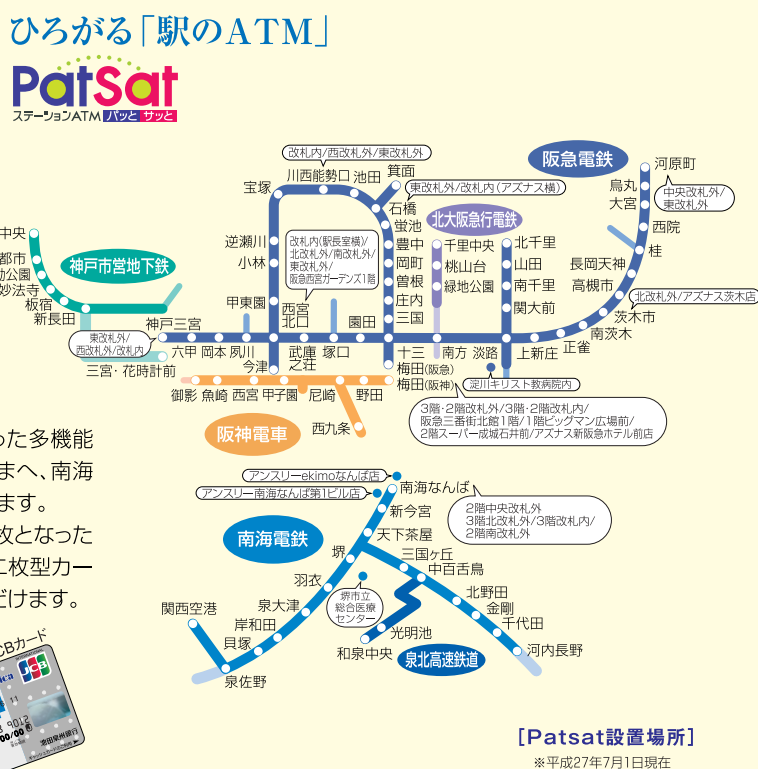 ひろがる「駅のATM」
PatSat
ステーションATM パッと サッと
阪急電鉄
改札内/西改札外/東改札外
川西能勢口
池田
箕面
宝塚
東改札外/改札内(アズナス横)
石橋
蛍池
豊中
岡町
曽根
庄内
三国
逆瀬川
小林
甲東園
改札内(駅長室横)/
北改札外/南改札外/
東改札外/
阪急西宮ガーデンズ1階
西宮
北口
北大阪急行電鉄
千里中央
桃山台
緑地公園
北千里
山田
南千里
関大前
河原町
烏丸
大宮
中央改札外/
東改札外
西院
桂
長岡天神
高槻市
北改札外/アズナス茨木店
茨木市
南茨木
正雀
上新庄
淡路
南方
十三
淀川キリスト教病院内
神戸市営地下鉄
中央
都市
公園
妙法寺
板宿
新長田
東改札外/
西改札外/改札内
三宮・花時計前
神戸三宮
六甲
岡本
夙川
今津
武庫
之荘
塚口
園田
梅田(阪急)
梅田(阪神)
3階・2階改札外/3階・2階改札内/
阪急三番街北館1階/1階ビッグマン広場前/
2階スーパー成城石井前/アズナス新阪急ホテル前店
御影
魚崎
西宮
甲子園
尼崎
野田
阪神電車
西九条
った多機能
まへ、南海
ます。
枚となった
二枚型カー
だけます。
アンスリーekimoなんば店
アンスリー南海なんば第1ビル店
南海なんば
2階中央改札外
3階北改札外/3階改札内/
2階南改札外
新今宮
天下茶屋
南海電鉄
堺
三国ヶ丘
中百舌鳥
羽衣
堺市立
総合医療
センター
北野田
金剛
千代田
河内長野
泉大津
岸和田
貝塚
関西空港
泉佐野
光明池
和泉中央
泉北高速鉄道
CBカード
JCB
ica
11
9012
00/00
池田泉州銀行
[Patsat設置場所]
※平成27年7月1日現在